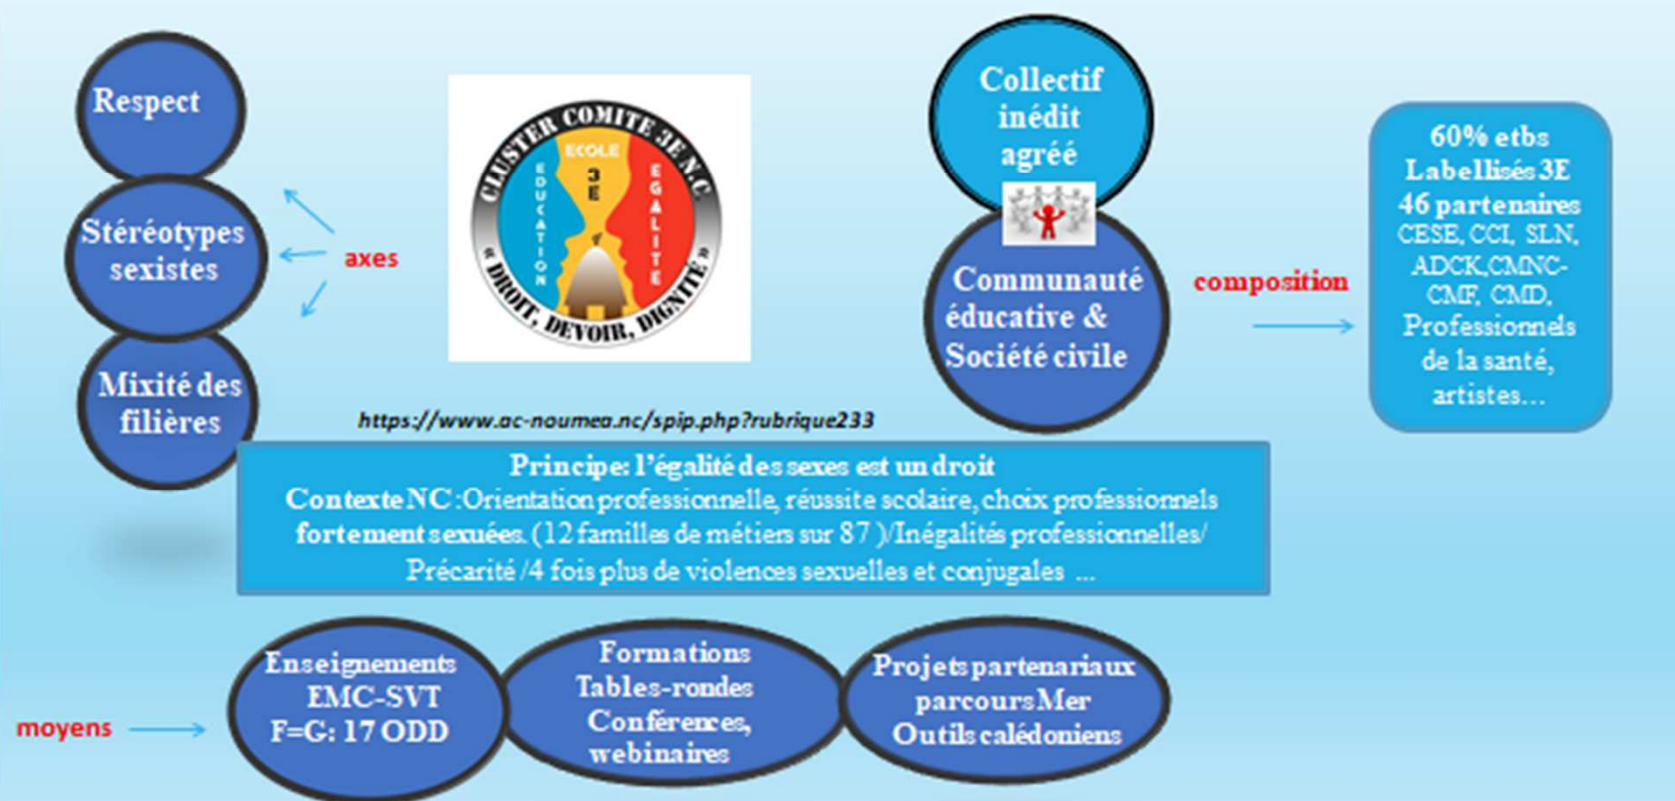 Respect
Stéréotypes
sexistes
Mixité des
filières
axes
CLUSTER COMITE 3E N.C
ECOLE
3
E
EDUCATION
EGALITE
« DROIT, DEVOIR, DIGNITÉ »
https://www.ac-noumea.nc/spip.php?rubrique233
Collectif
inédit
agréé
Communauté
éducative &
Société civile
composition
60% etbs
Labellisés 3E
46 partenaires
CESE, CCI, SLN,
ADCK,CMNC-
CMF, CMD,
Professionnels
de la santé,
artistes...
Principe: l’égalité des sexes est un droit
Contexte NC :Orientation professionnelle, réussite scolaire, choix professionnels
fortement sexuées. (12 familles de métiers sur 87 )/Inégalités professionnelles/
Précarité /4 fois plus de violences sexuelles et conjugales ...
moyens
Enseignements
EMC-SVT
F=G: 17 ODD
Formations
Tables-rondes
Conférences,
webinaires
Projets partenariaux
parcours Mer
Outils calédoniens